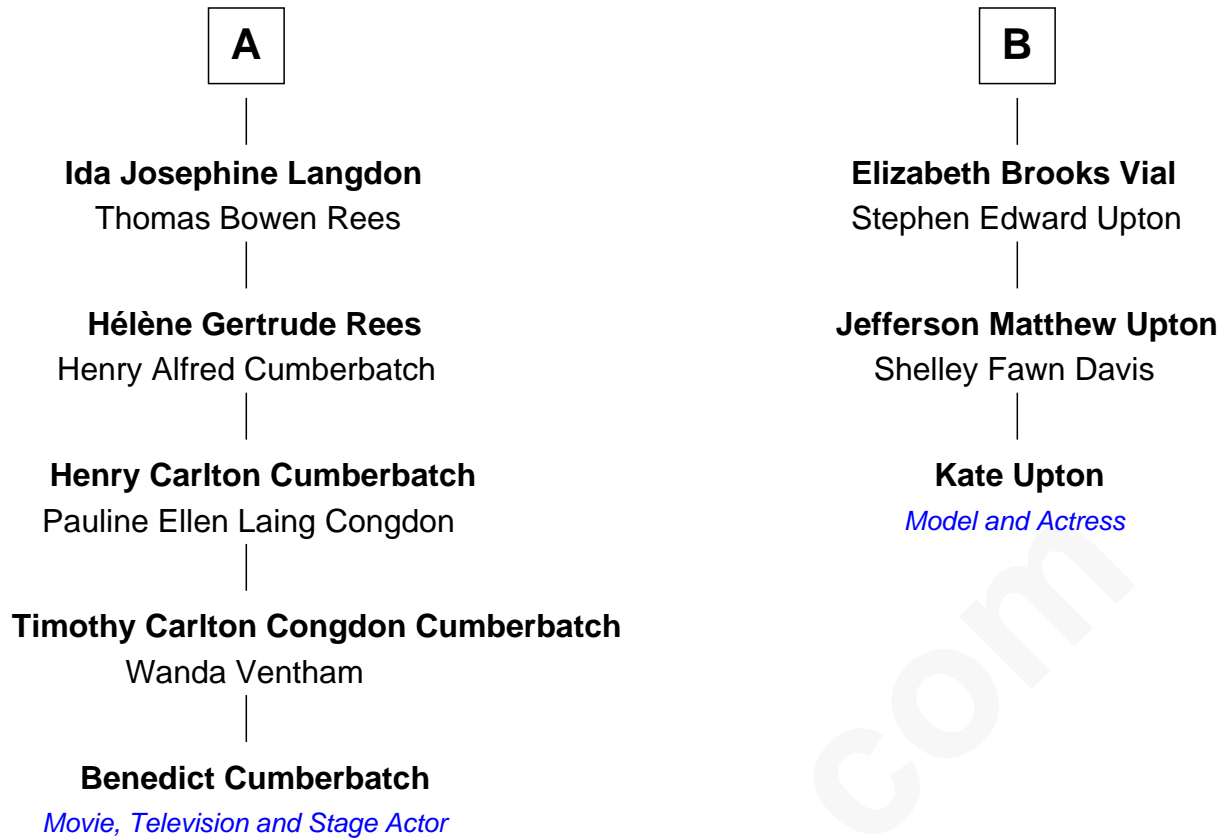 A
Ida Josephine Langdon
Thomas Bowen Rees
Hélène Gertrude Rees
Henry Alfred Cumberbatch
Henry Carlton Cumberbatch
Pauline Ellen Laing Congdon
Timothy Carlton Congdon Cumberbatch
Wanda Ventham
Benedict Cumberbatch
Movie, Television and Stage Actor
B
Elizabeth Brooks Vial
Stephen Edward Upton
Jefferson Matthew Upton
Shelley Fawn Davis
Kate Upton
Model and Actress
com